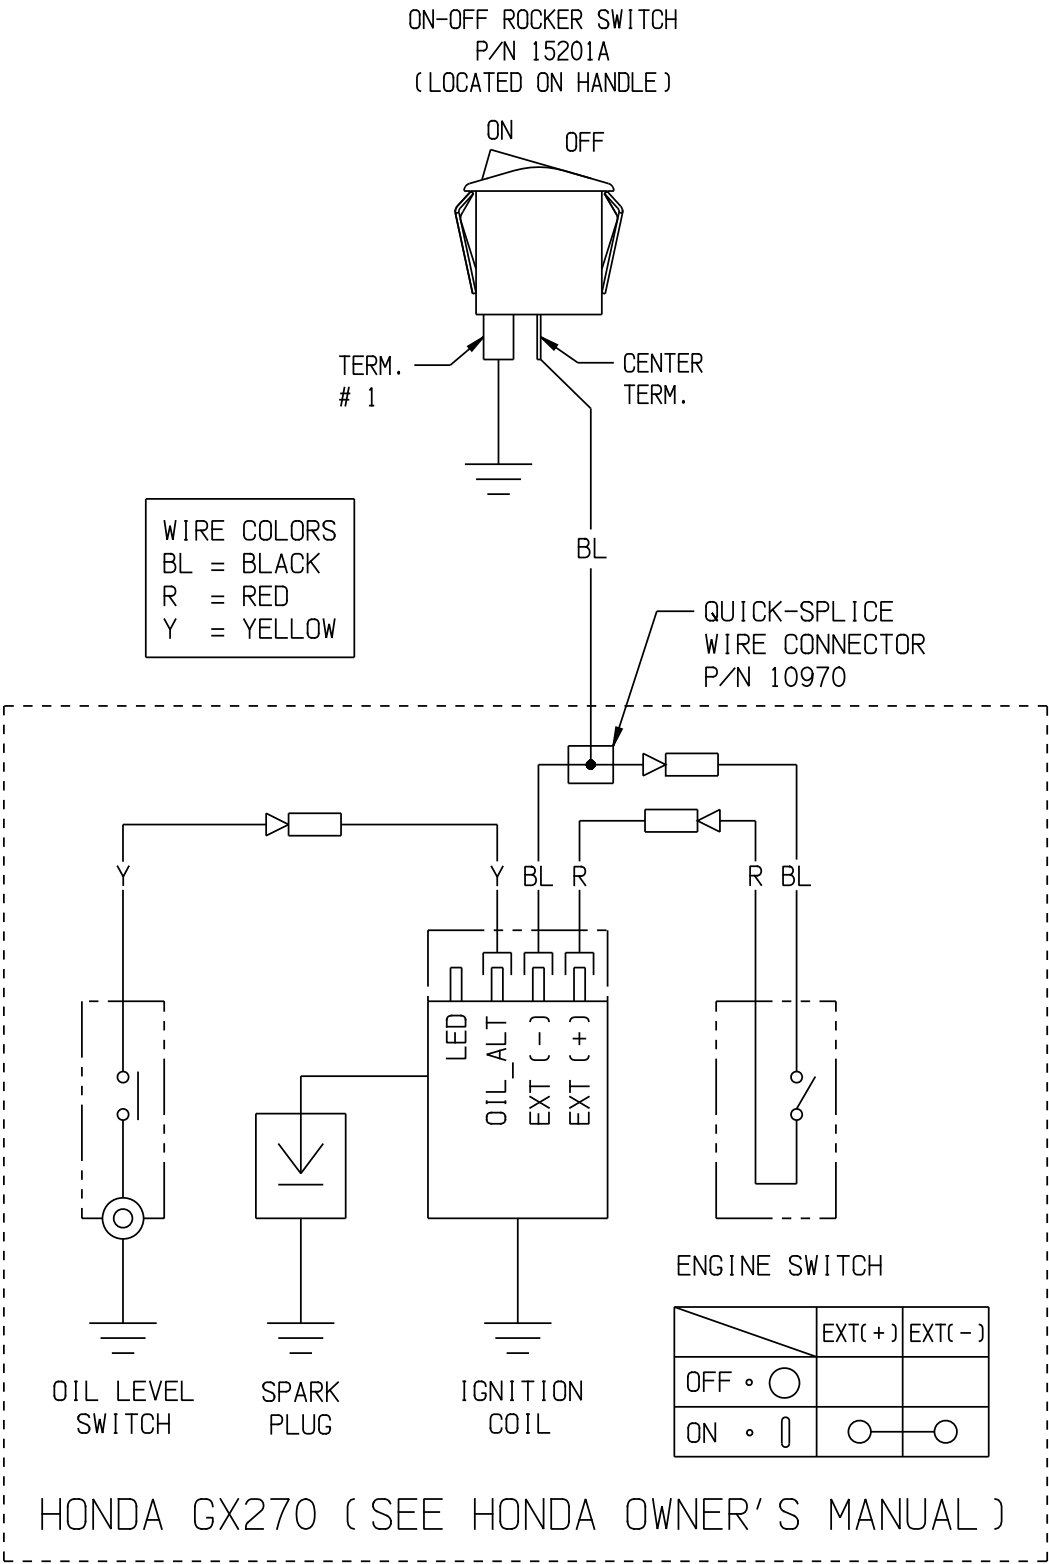 ON-OFF ROCKER SWITCH
P/N 15201A
(LOCATED ON HANDLE)
ON
OFF
TERM.
# 1
CENTER
TERM.
BL
WIRE COLORS
BL = BLACK
R = RED
Y = YELLOW
QUICK-SPLICE
WIRE CONNECTOR
P/N 10970
Y
Y
BL
R
R
BL
LED
OIL_ALT
EXT (-)
EXT (+)
ENGINE SWITCH
EXT(+) EXT(-)
OFF
ON
OIL LEVEL
SWITCH
SPARK
PLUG
IGNITION
COIL
HONDA GX270 (SEE HONDA OWNER'S MANUAL)